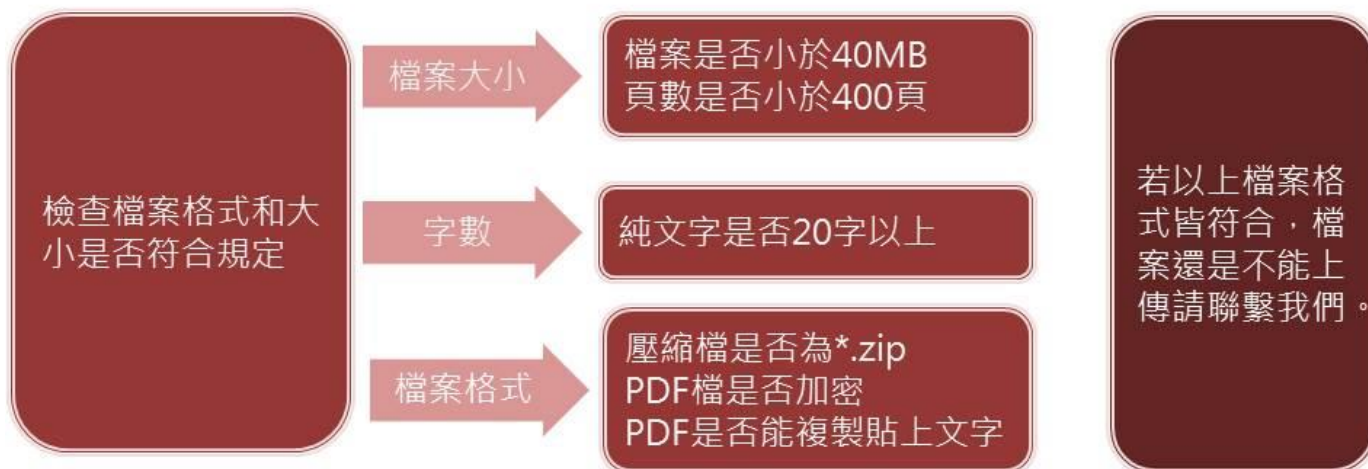 檢查檔案格式和大
小是否符合規定
檔案大小
檔案是否小於40MB
頁數是否小於400頁
字數
純文字是否20字以上
檔案格式
壓縮檔是否為*.zip
PDF檔是否加密
PDF是否能複製貼上文字
若以上檔案格
式皆符合，檔
案還是不能上
傳請聯繫我們。